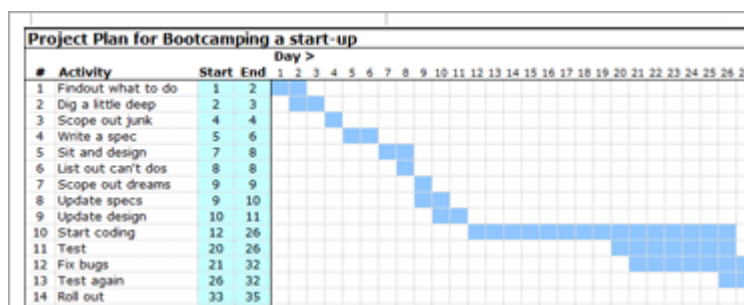 Project Plan for Bootcamping a start-up
Day >
# Activity Start End 1 2 3 4 5 6 7 8 9 10 11 12 13 14 15 16 17 18 19 20 21 22 23 24 25 26
1 Findout what to do 1 2
2 Dig a little deep 2 3
3 Scope out junk 4 4
4 Write a spec 5 6
5 Sit and design 7 8
6 List out can't dos 8 8
7 Scope out dreams 9 9
8 Update specs 9 10
9 Update design 10 11
10 Start coding 12 26
11 Test 20 26
12 Fix bugs 21 32
13 Test again 26 32
14 Roll out 33 35